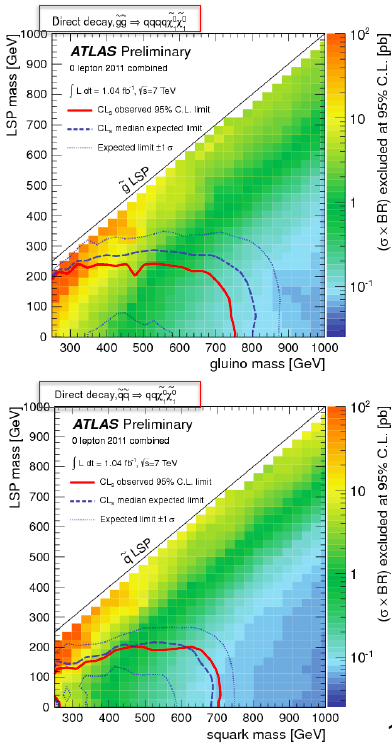 Direct decay, g̃g̃ ⇒ qqqqχ̃⁰₁χ̃⁰₁
ATLAS Preliminary
0 lepton 2011 combined
∫ L dt = 1.04 fb⁻¹, √s=7 TeV
CLₛ observed 95% C.L. limit
CLₛ median expected limit
Expected limit ±1 σ
g̃ LSP
LSP mass [GeV]
1000
900
800
700
600
500
400
300
200
100
0
300 400 500 600 700 800 900 1000
gluino mass [GeV]
10²
10
1
10⁻¹
(σ × BR) excluded at 95% C.L. [pb]
Direct decay, q̃q̃ ⇒ qqχ̃⁰₁χ̃⁰₁
ATLAS Preliminary
0 lepton 2011 combined
∫ L dt = 1.04 fb⁻¹, √s=7 TeV
CLₛ observed 95% C.L. limit
CLₛ median expected limit
Expected limit ±1 σ
q̃ LSP
LSP mass [GeV]
1000
900
800
700
600
500
400
300
200
100
0
300 400 500 600 700 800 900 1000
squark mass [GeV]
10²
10
1
10⁻¹
(σ × BR) excluded at 95% C.L. [pb]